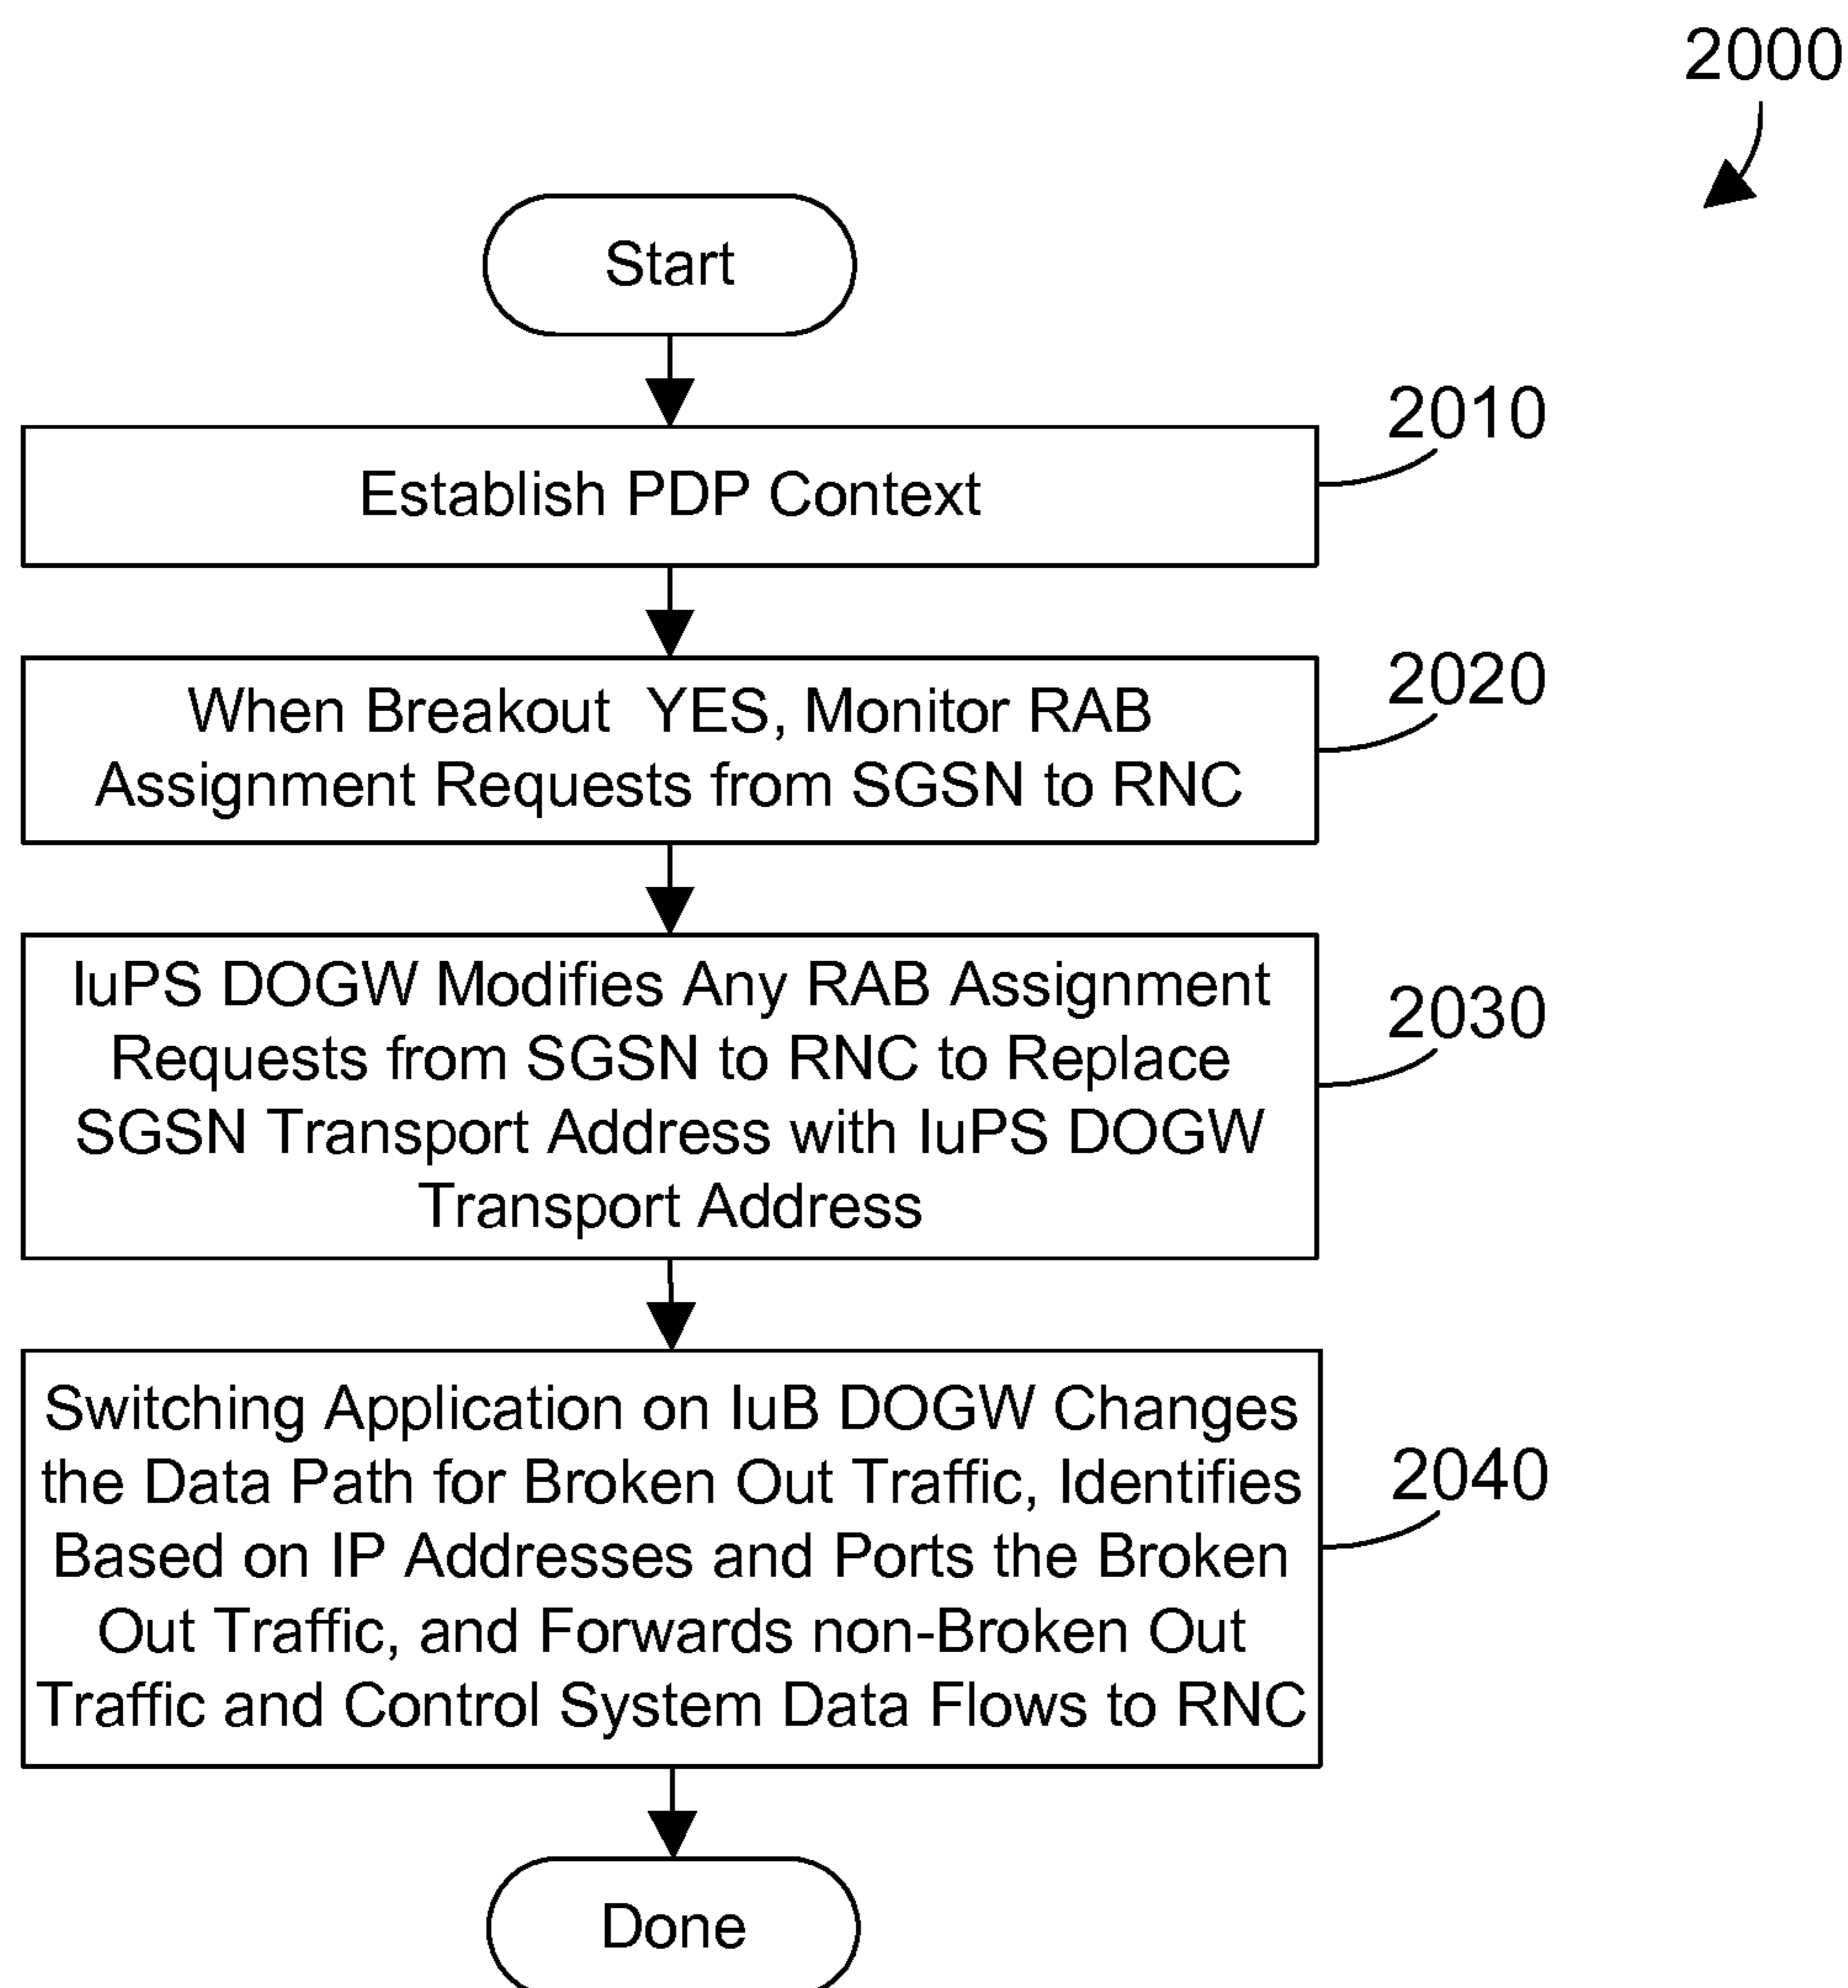 2000
Start
2010
Establish PDP Context
2020
When Breakout YES, Monitor RAB
Assignment Requests from SGSN to RNC
IuPS DOGW Modifies Any RAB Assignment
2030
Requests from SGSN to RNC to Replace
SGSN Transport Address with IuPS DOGW
Transport Address
Switching Application on IuB DOGW Changes
the Data Path for Broken Out Traffic, Identifies
2040
Based on IP Addresses and Ports the Broken
Out Traffic, and Forwards non-Broken Out
Traffic and Control System Data Flows to RNC
Done